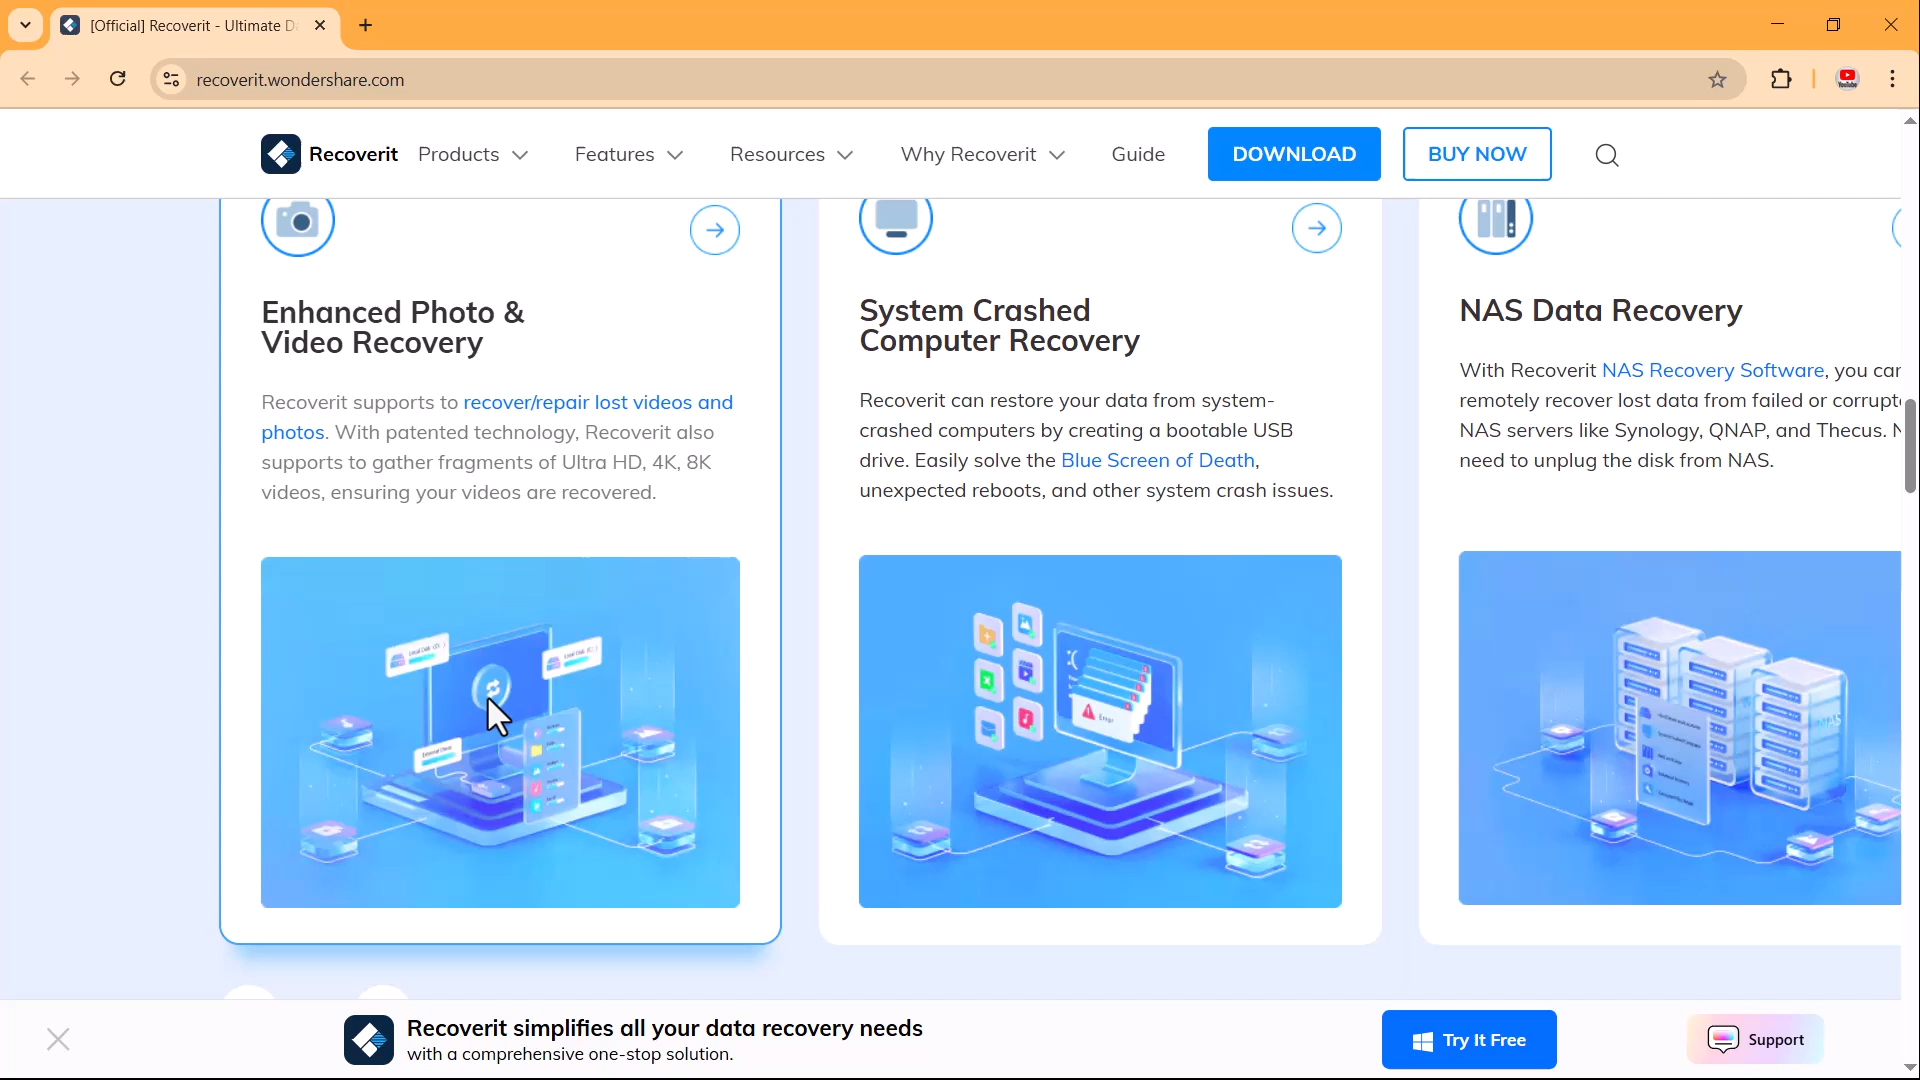 [Official] Recoverit - Ultimate D
recoverit.wondershare.com
Recoverit
Products
Features
Resources
Why Recoverit
Guide
DOWNLOAD
BUY NOW
Enhanced Photo &
Video Recovery
Recoverit supports to recover/repair lost videos and
photos. With patented technology, Recoverit also
supports to gather fragments of Ultra HD, 4K, 8K
videos, ensuring your videos are recovered.
System Crashed
Computer Recovery
Recoverit can restore your data from system-
crashed computers by creating a bootable USB
drive. Easily solve the Blue Screen of Death,
unexpected reboots, and other system crash issues.
Error
NAS Data Recovery
With Recoverit NAS Recovery Software, you can
remotely recover lost data from failed or corrupt
NAS servers like Synology, QNAP, and Thecus. N
need to unplug the disk from NAS.
NAS
Recoverit simplifies all your data recovery needs
with a comprehensive one-stop solution.
Try It Free
Support